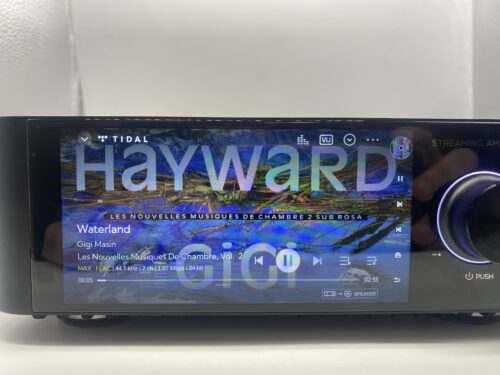 TIDAL
VU
STREAMING AM
HaYWaRD
LES NOUVELLES MUSIQUES DE CHAMBRE 2 SUB ROSA
Waterland
Gigi Masin
GiGi
Les Nouvelles Musiques De Chambre, Vol. 2
MAX FLAC | 44.1 kHz | 2 ch | 1.07 Mbps | 24 bit
00:05
02:55
SPEAKER
PUSH